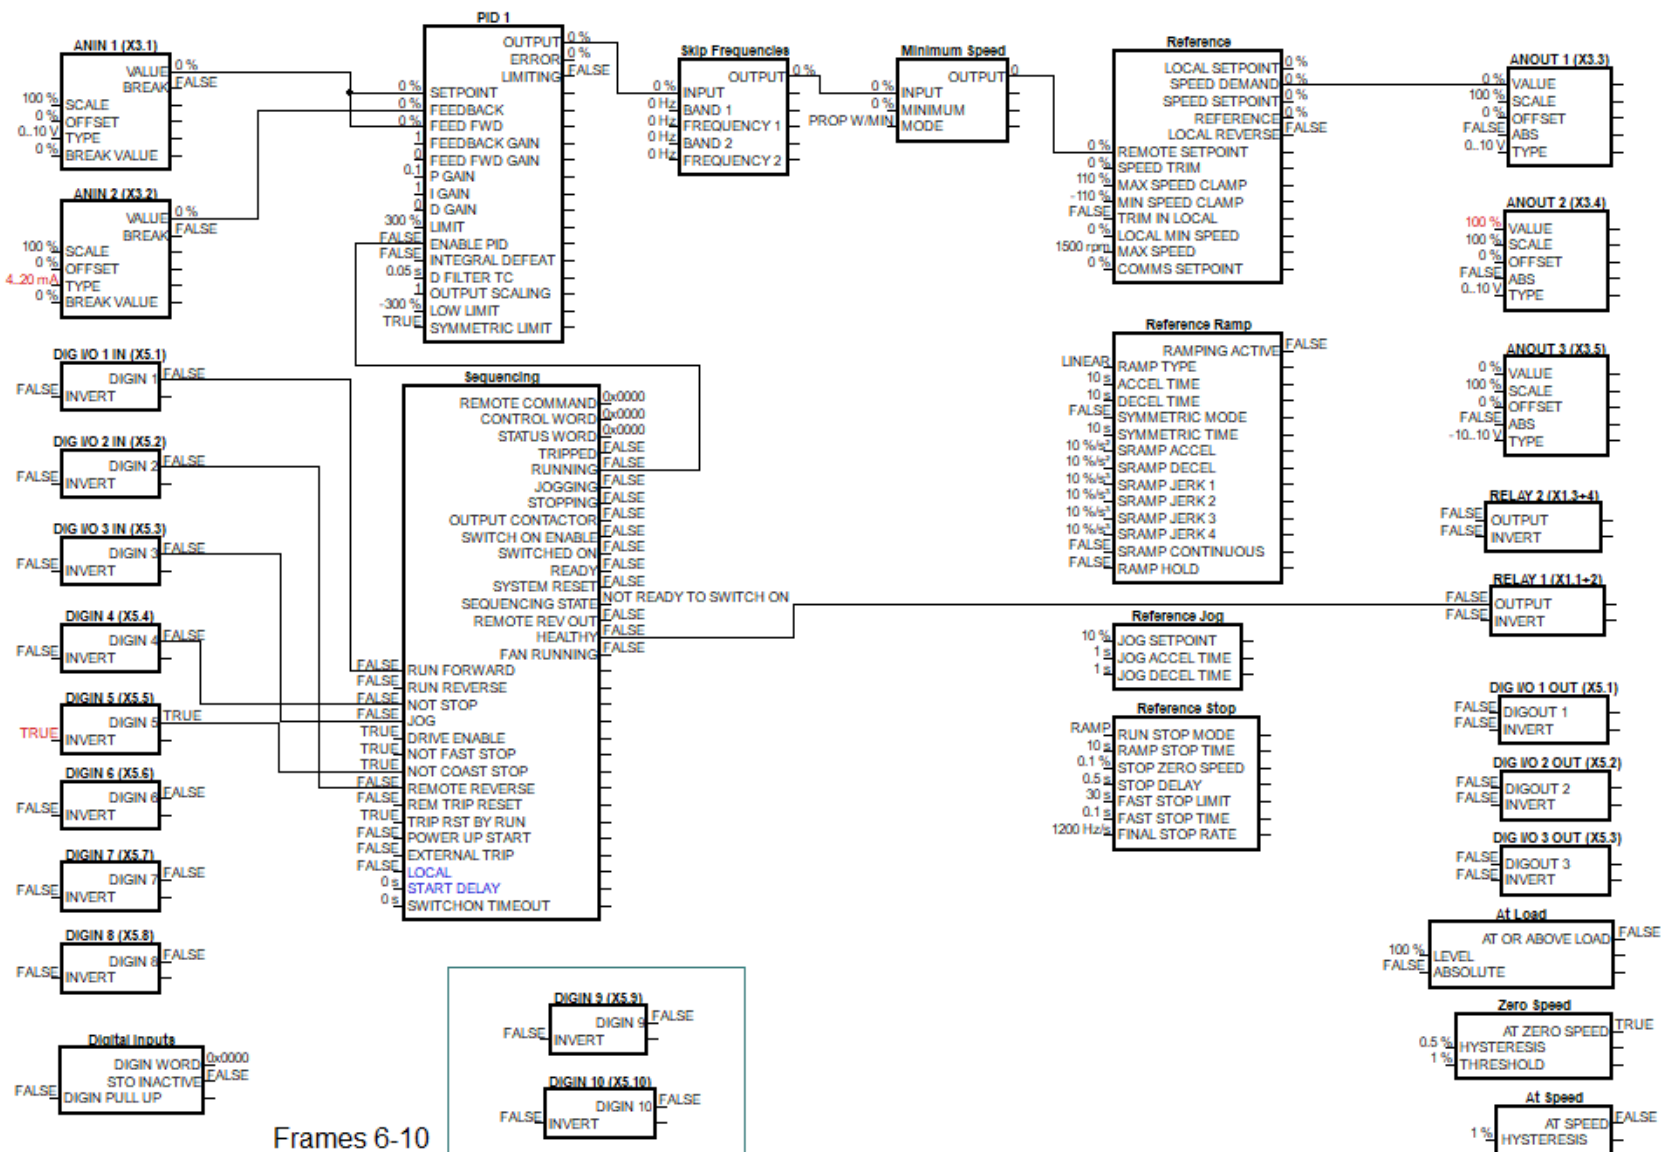 ANIN 1 (X3.1)
VALUE 0 %
BREAK FALSE
100 % SCALE
0 % OFFSET
0..10 V TYPE
0 % BREAK VALUE
ANIN 2 (X3.2)
VALUE 0 %
BREAK FALSE
100 % SCALE
0 % OFFSET
4..20 mA TYPE
0 % BREAK VALUE
DIG I/O 1 IN (X5.1)
DIGIN 1 FALSE
FALSE INVERT
DIG I/O 2 IN (X5.2)
DIGIN 2 FALSE
FALSE INVERT
DIG I/O 3 IN (X5.3)
DIGIN 3 FALSE
FALSE INVERT
DIGIN 4 (X5.4)
DIGIN 4 FALSE
FALSE INVERT
DIGIN 5 (X5.5)
DIGIN 5 TRUE
TRUE INVERT
DIGIN 6 (X5.6)
DIGIN 6 FALSE
FALSE INVERT
DIGIN 7 (X5.7)
DIGIN 7 FALSE
FALSE INVERT
DIGIN 8 (X5.8)
DIGIN 8 FALSE
FALSE INVERT
Digital Inputs
DIGIN WORD 0x0000
STO INACTIVE FALSE
FALSE DIGIN PULL UP
PID 1
OUTPUT 0 %
ERROR 0 %
LIMITING FALSE
0 % SETPOINT
0 % FEEDBACK
0 % FEED FWD
1 FEEDBACK GAIN
0 FEED FWD GAIN
0.1 P GAIN
1 I GAIN
0 D GAIN
300 % LIMIT
FALSE ENABLE PID
FALSE INTEGRAL DEFEAT
0.05 s D FILTER TC
1 OUTPUT SCALING
-300 % LOW LIMIT
TRUE SYMMETRIC LIMIT
Sequencing
REMOTE COMMAND 0x0000
CONTROL WORD 0x0000
STATUS WORD 0x0000
TRIPPED FALSE
RUNNING FALSE
JOGGING FALSE
STOPPING FALSE
OUTPUT CONTACTOR FALSE
SWITCH ON ENABLE FALSE
SWITCHED ON FALSE
READY FALSE
SYSTEM RESET FALSE
SEQUENCING STATE NOT READY TO SWITCH ON
REMOTE REV OUT FALSE
HEALTHY FALSE
FAN RUNNING FALSE
FALSE RUN FORWARD
FALSE RUN REVERSE
FALSE NOT STOP
FALSE JOG
TRUE DRIVE ENABLE
TRUE NOT FAST STOP
TRUE NOT COAST STOP
FALSE REMOTE REVERSE
FALSE REM TRIP RESET
TRUE TRIP RST BY RUN
FALSE POWER UP START
FALSE EXTERNAL TRIP
FALSE LOCAL
0 s START DELAY
0 s SWITCHON TIMEOUT
DIGIN 9 (X5.9)
DIGIN 9 FALSE
FALSE INVERT
DIGIN 10 (X5.10)
DIGIN 10 FALSE
FALSE INVERT
Frames 6-10
Skip Frequencies
OUTPUT 0 %
0 % INPUT
0 Hz BAND 1
0 Hz FREQUENCY 1
0 Hz BAND 2
0 Hz FREQUENCY 2
Minimum Speed
OUTPUT 0
0 % INPUT
0 % MINIMUM
PROP W/MIN MODE
Reference
LOCAL SETPOINT 0 %
SPEED DEMAND 0 %
SPEED SETPOINT 0 %
REFERENCE 0 %
LOCAL REVERSE FALSE
0 % REMOTE SETPOINT
0 % SPEED TRIM
110 % MAX SPEED CLAMP
-110 % MIN SPEED CLAMP
FALSE TRIM IN LOCAL
0 % LOCAL MIN SPEED
1500 rpm MAX SPEED
0 % COMMS SETPOINT
Reference Ramp
RAMPING ACTIVE FALSE
LINEAR RAMP TYPE
10 s ACCEL TIME
10 s DECEL TIME
FALSE SYMMETRIC MODE
10 s SYMMETRIC TIME
10 %/s² SRAMP ACCEL
10 %/s² SRAMP DECEL
10 %/s³ SRAMP JERK 1
10 %/s³ SRAMP JERK 2
10 %/s³ SRAMP JERK 3
10 %/s³ SRAMP JERK 4
FALSE SRAMP CONTINUOUS
FALSE RAMP HOLD
Reference Jog
10 % JOG SETPOINT
1 s JOG ACCEL TIME
1 s JOG DECEL TIME
Reference Stop
RAMP RUN STOP MODE
10 s RAMP STOP TIME
0.1 % STOP ZERO SPEED
0.5 s STOP DELAY
30 s FAST STOP LIMIT
0.1 s FAST STOP TIME
1200 Hz/s FINAL STOP RATE
ANOUT 1 (X3.3)
0 % VALUE
100 % SCALE
0 % OFFSET
FALSE ABS
0..10 V TYPE
ANOUT 2 (X3.4)
100 % VALUE
100 % SCALE
0 % OFFSET
FALSE ABS
0..10 V TYPE
ANOUT 3 (X3.5)
0 % VALUE
100 % SCALE
0 % OFFSET
FALSE ABS
-10..10 V TYPE
RELAY 2 (X1.3+4)
FALSE OUTPUT
FALSE INVERT
RELAY 1 (X1.1+2)
FALSE OUTPUT
FALSE INVERT
DIG I/O 1 OUT (X5.1)
FALSE DIGOUT 1
FALSE INVERT
DIG I/O 2 OUT (X5.2)
FALSE DIGOUT 2
FALSE INVERT
DIG I/O 3 OUT (X5.3)
FALSE DIGOUT 3
FALSE INVERT
At Load
AT OR ABOVE LOAD FALSE
100 % LEVEL
FALSE ABSOLUTE
Zero Speed
AT ZERO SPEED TRUE
0.5 % HYSTERESIS
1 % THRESHOLD
At Speed
AT SPEED FALSE
1 % HYSTERESIS